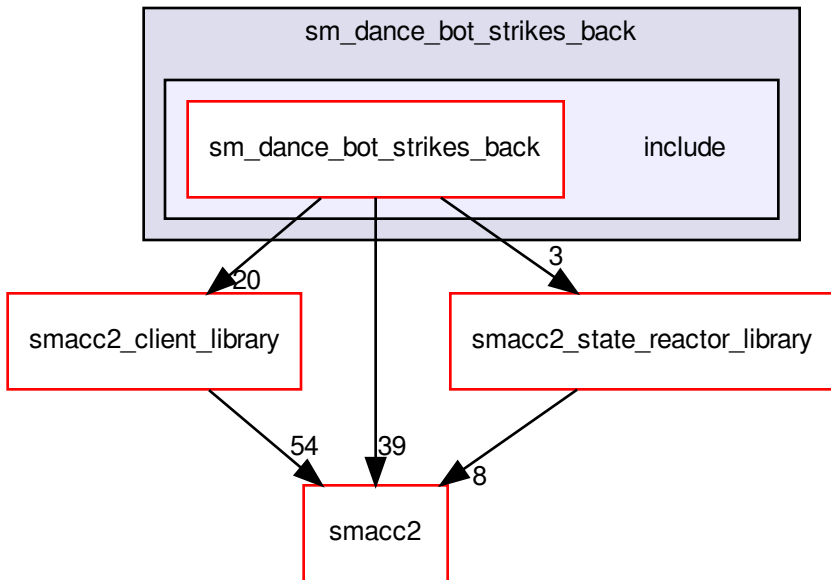 sm_dance_bot_strikes_back
sm_dance_bot_strikes_back
include
20
3
smacc2_client_library
smacc2_state_reactor_library
54
39
8
smacc2